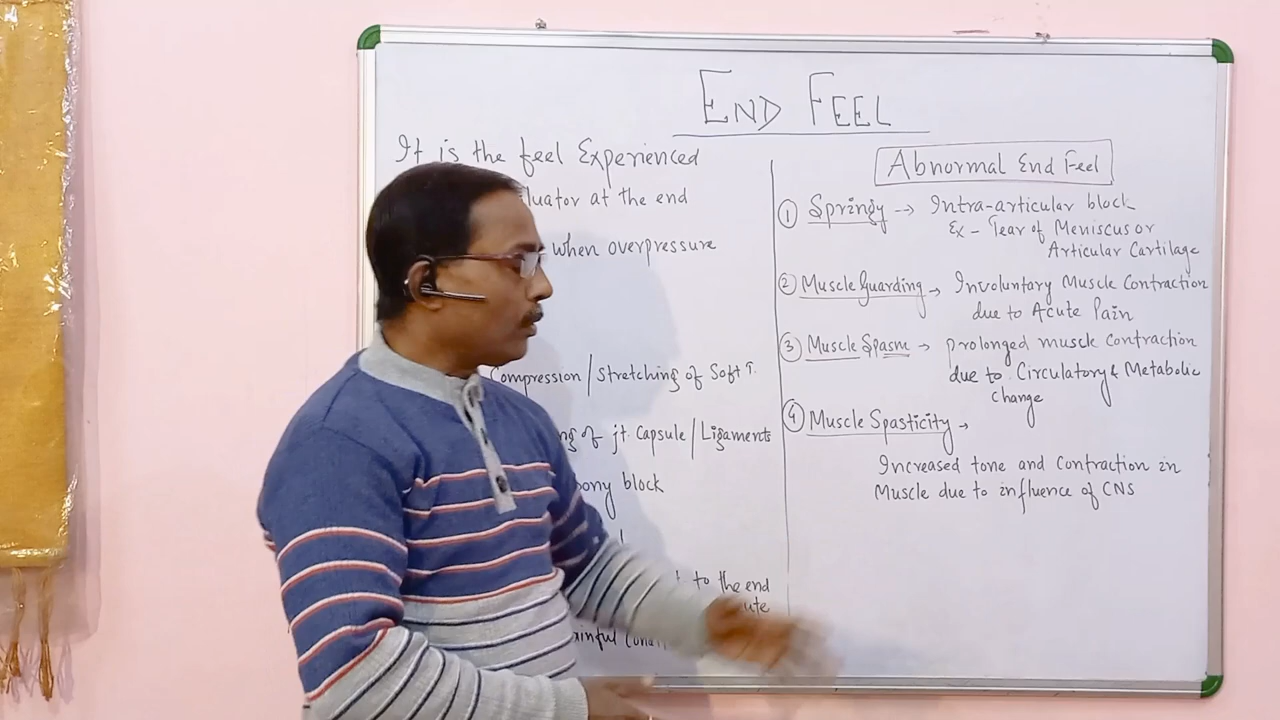 END FEEL
It is the feel Experienced
at the end
when overpressure
Compression/Stretching of Soft T.
of jt. Capsule/Ligaments
bony block
to the end
Abnormal End Feel
① Springy → Intra-articular block
Ex - Tear of Meniscus or
Articular Cartilage
② Muscle Guarding → Involuntary Muscle Contraction
due to Acute Pain
③ Muscle Spasm → prolonged muscle contraction
due to Circulatory & Metabolic
change
④ Muscle Spasticity →
Increased tone and contraction in
Muscle due to influence of CNS